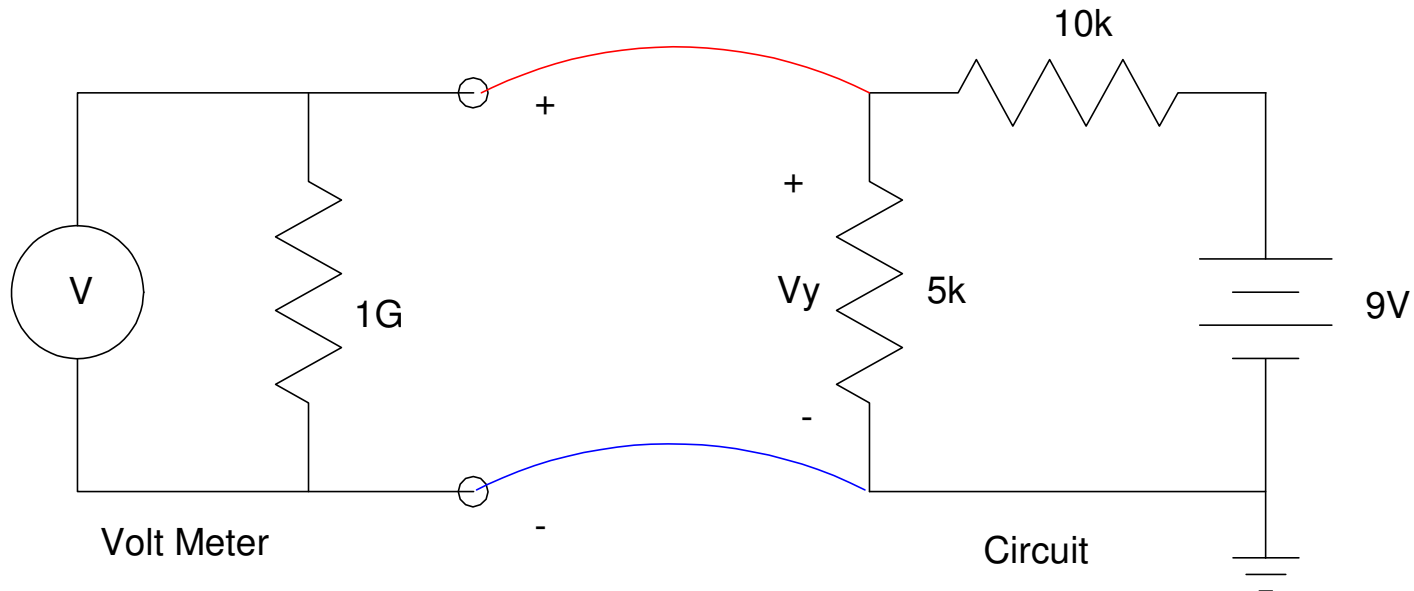 10k
+
+
V
1G
Vy
5k
9V
-
-
Volt Meter
Circuit